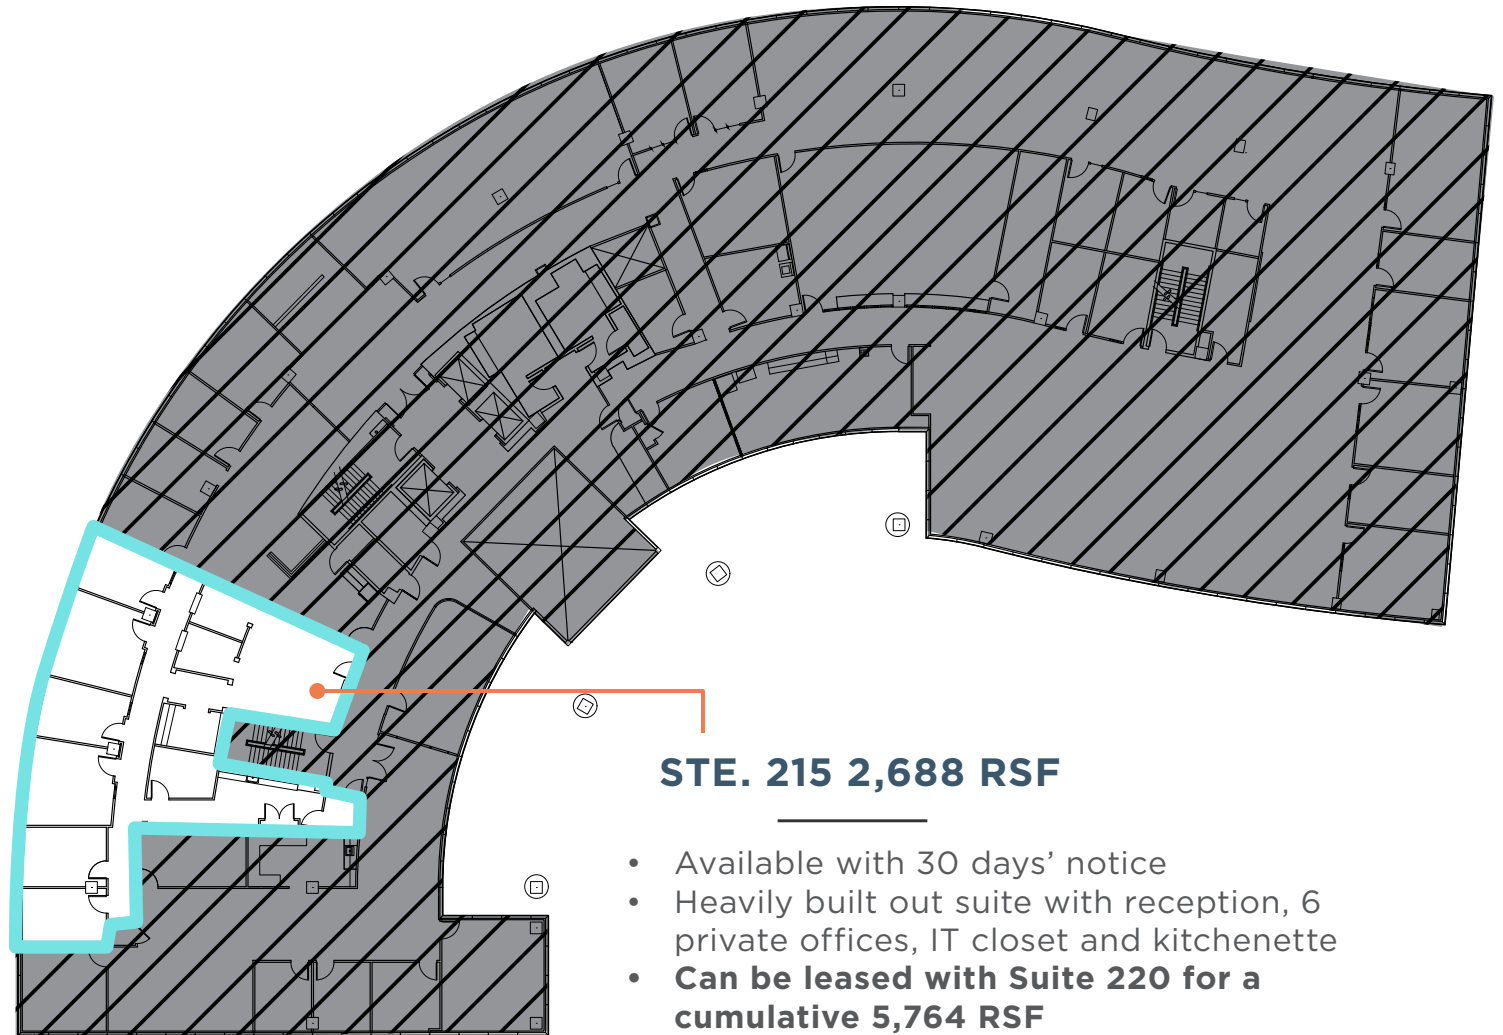 STE. 215 2,688 RSF
• Available with 30 days’ notice
• Heavily built out suite with reception, 6
private offices, IT closet and kitchenette
• Can be leased with Suite 220 for a
cumulative 5,764 RSF